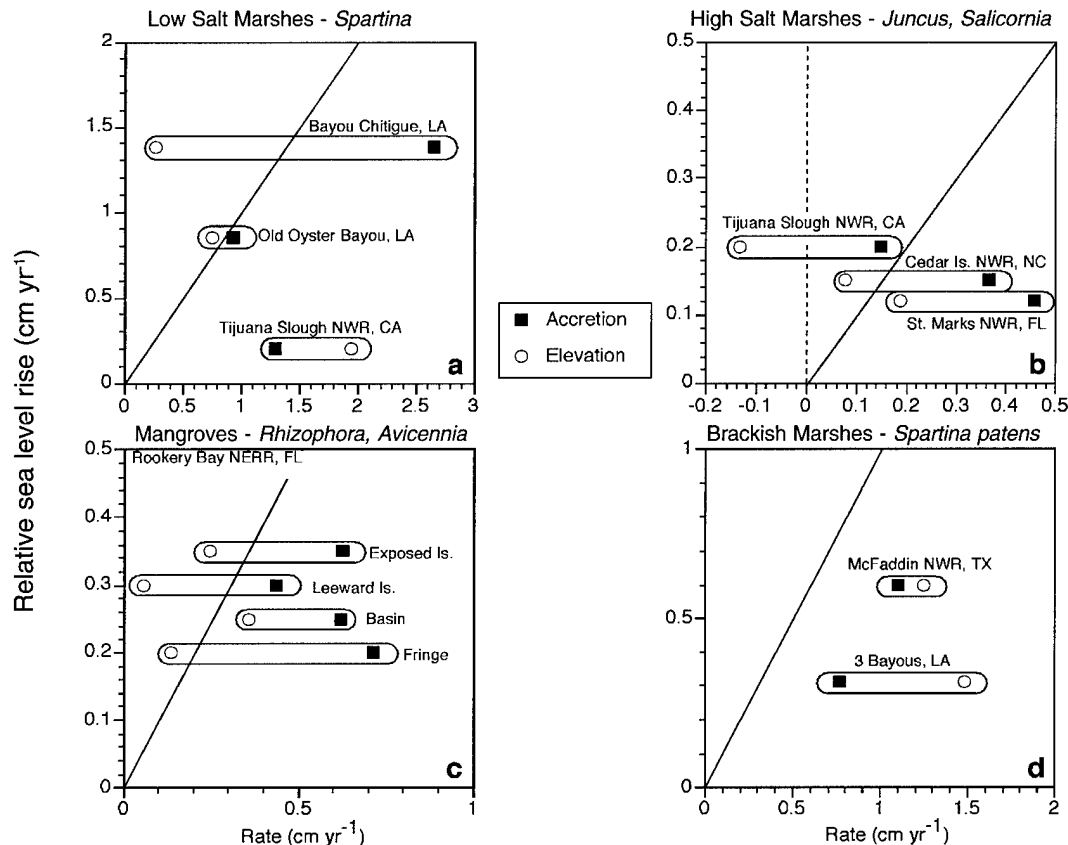 Low Salt Marshes - Spartina
High Salt Marshes - Juncus, Salicornia
Relative sea level rise (cm yr-1)
2
1.5
1
0.5
0
Bayou Chitigue, LA
Old Oyster Bayou, LA
Tijuana Slough NWR, CA
a
0 0.5 1 1.5 2 2.5 3
Accretion
Elevation
0.5
0.4
0.3
0.2
0.1
0
Tijuana Slough NWR, CA
Cedar Is. NWR, NC
St. Marks NWR, FL
b
-0.2 -0.1 0 0.1 0.2 0.3 0.4 0.5
Mangroves - Rhizophora, Avicennia
Rookery Bay NERR, FL
0.5
0.4
0.3
0.2
0.1
0
Exposed Is.
Leeward Is.
Basin
Fringe
c
0 0.5 1
Rate (cm yr-1)
Brackish Marshes - Spartina patens
1
0.5
0
McFaddin NWR, TX
3 Bayous, LA
d
0 0.5 1 1.5 2
Rate (cm yr-1)